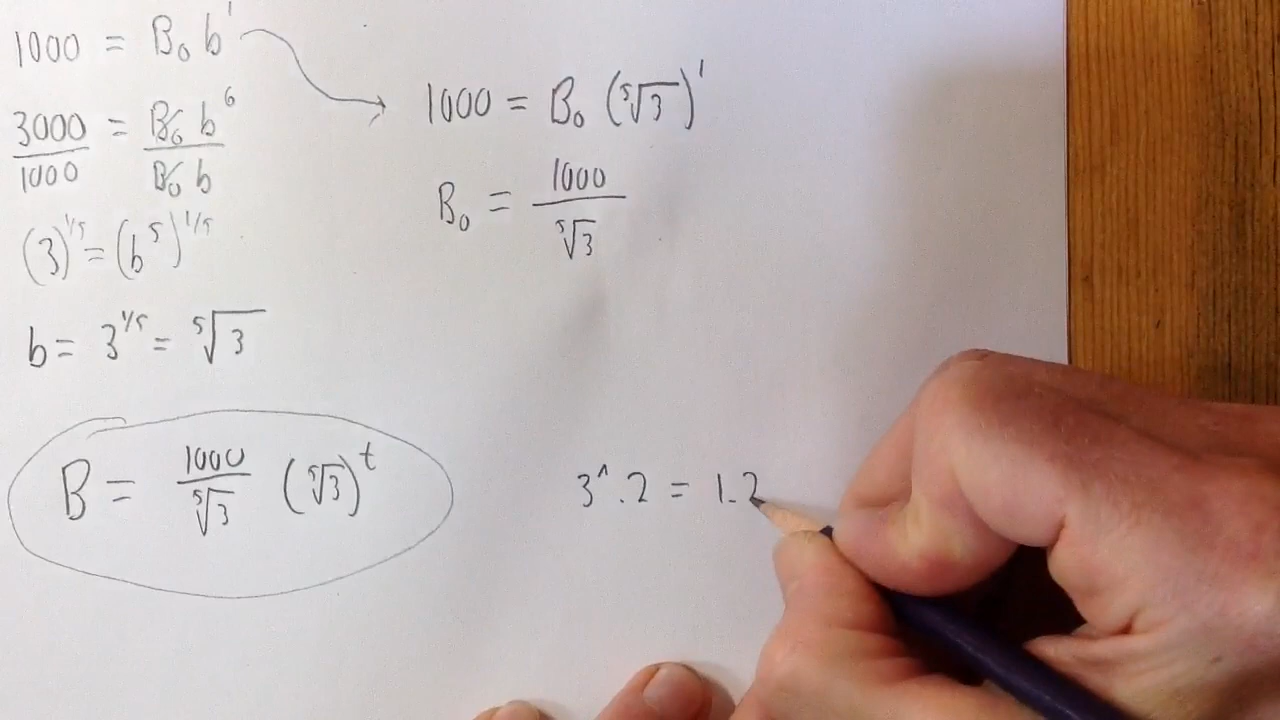 1000 = B₀ b¹
3000/1000 = B₀ b⁶/B₀ b
(3)^1/5 = (b⁵)^1/5
b = 3^1/5 = ⁵√3
B = 1000/⁵√3 (⁵√3)^t
1000 = B₀ (⁵√3)¹
B₀ = 1000/⁵√3
3^.2 = 1.2